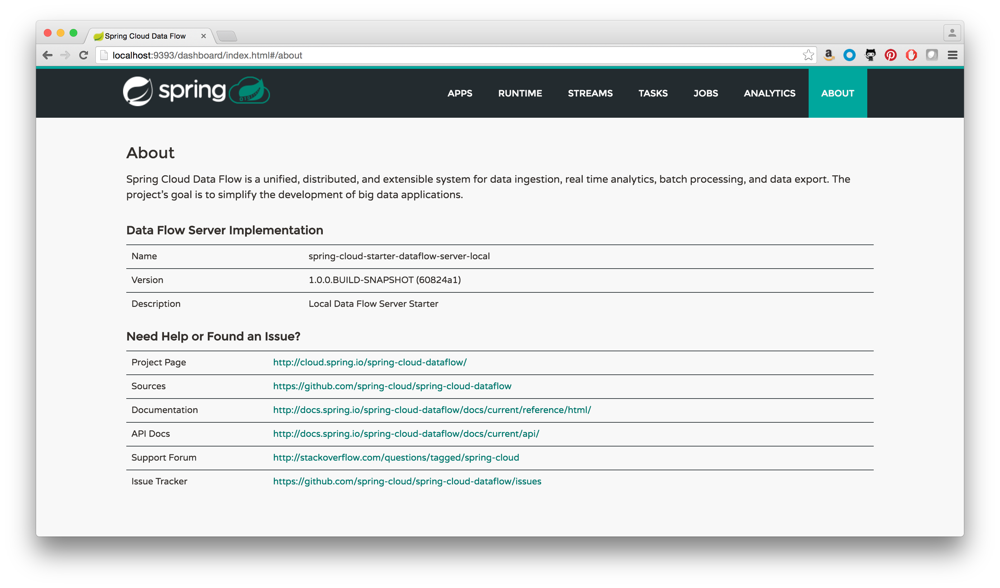 Spring Cloud Data Flow
localhost:9393/dashboard/index.html#/about
spring
APPS RUNTIME STREAMS TASKS JOBS ANALYTICS ABOUT
About
Spring Cloud Data Flow is a unified, distributed, and extensible system for data ingestion, real time analytics, batch processing, and data export. The
project’s goal is to simplify the development of big data applications.
Data Flow Server Implementation
Name spring-cloud-starter-dataflow-server-local
Version 1.0.0.BUILD-SNAPSHOT (60824a1)
Description Local Data Flow Server Starter
Need Help or Found an Issue?
Project Page http://cloud.spring.io/spring-cloud-dataflow/
Sources https://github.com/spring-cloud/spring-cloud-dataflow
Documentation http://docs.spring.io/spring-cloud-dataflow/docs/current/reference/html/
API Docs http://docs.spring.io/spring-cloud-dataflow/docs/current/api/
Support Forum http://stackoverflow.com/questions/tagged/spring-cloud
Issue Tracker https://github.com/spring-cloud/spring-cloud-dataflow/issues